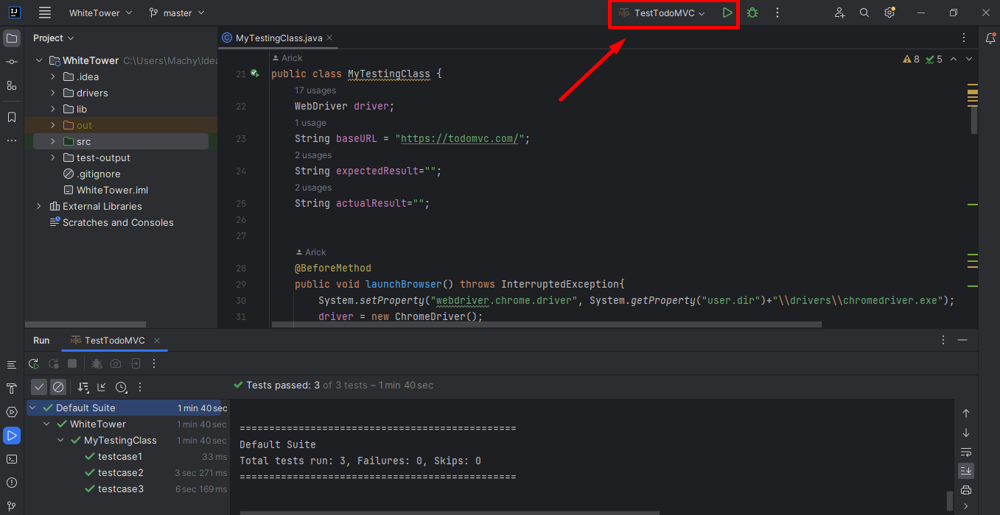 WhiteTower master TestTodoMVC
Project MyTestingClass.java
WhiteTower C:\Users\Machy\Idea
.idea
drivers
lib
out
src
test-output
.gitignore
WhiteTower.iml
External Libraries
Scratches and Consoles
Arick
8 5
21 public class MyTestingClass {
17 usages
22 WebDriver driver;
1 usage
23 String baseURL = "https://todomvc.com/";
2 usages
24 String expectedResult="";
2 usages
25 String actualResult="";
26
27
Arick
28 @BeforeMethod
29 public void launchBrowser() throws InterruptedException{
30 System.setProperty("webdriver.chrome.driver", System.getProperty("user.dir")+"\\drivers\\chromedriver.exe");
31 driver = new ChromeDriver();
Run TestTodoMVC
Tests passed: 3 of 3 tests – 1 min 40 sec
Default Suite 1 min 40 sec
WhiteTower 1 min 40 sec
MyTestingClass 1 min 40 sec
testcase1 33 ms
testcase2 3 sec 271 ms
testcase3 6 sec 169 ms
===============================================
Default Suite
Total tests run: 3, Failures: 0, Skips: 0
===============================================